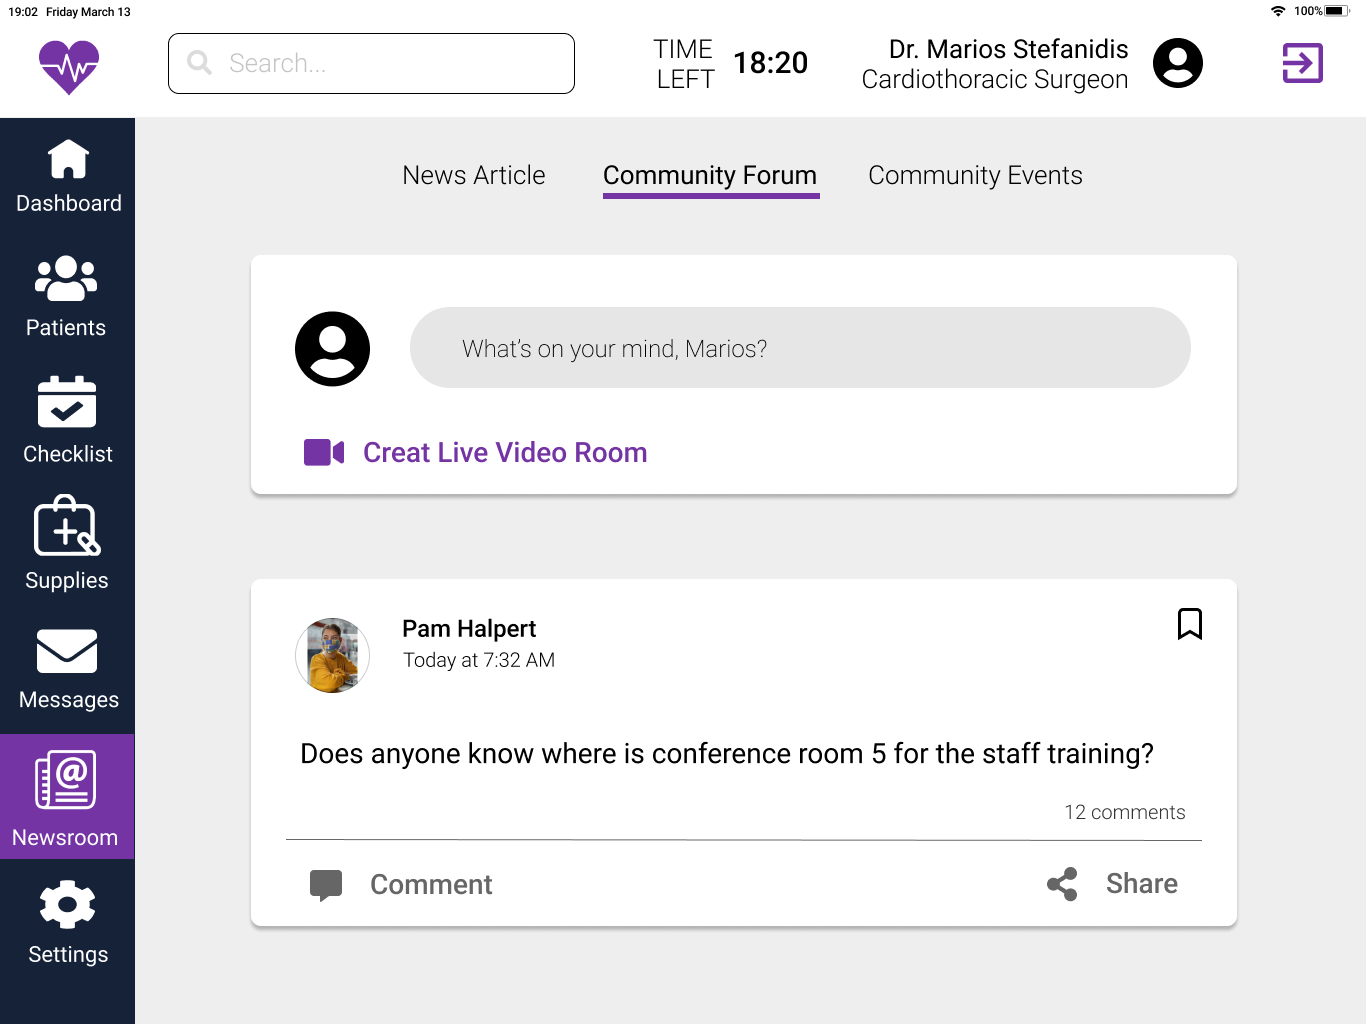 19:02 Friday March 13
100%
Search...
TIME LEFT
18:20
Dr. Marios Stefanidis
Cardiothoracic Surgeon
Dashboard
Patients
Checklist
Supplies
Messages
@
Newsroom
Settings
News Article
Community Forum
Community Events
What's on your mind, Marios?
Creat Live Video Room
Pam Halpert
Today at 7:32 AM
Does anyone know where is conference room 5 for the staff training?
12 comments
Comment
Share